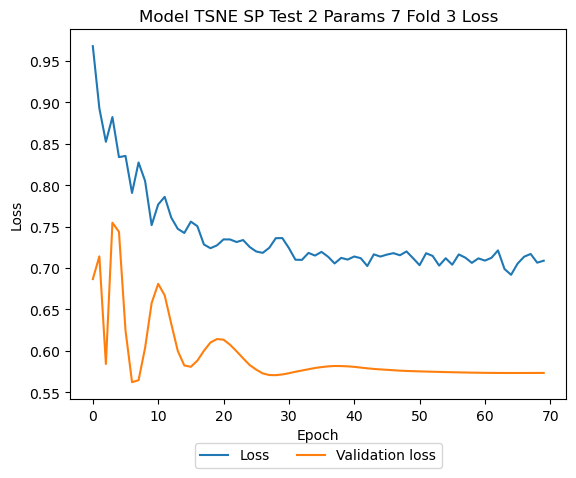 Model TSNE SP Test 2 Params 7 Fold 3 Loss
Loss
0.95
0.90
0.85
0.80
0.75
0.70
0.65
0.60
0.55
0 10 20 30 40 50 60 70
Epoch
Loss Validation loss